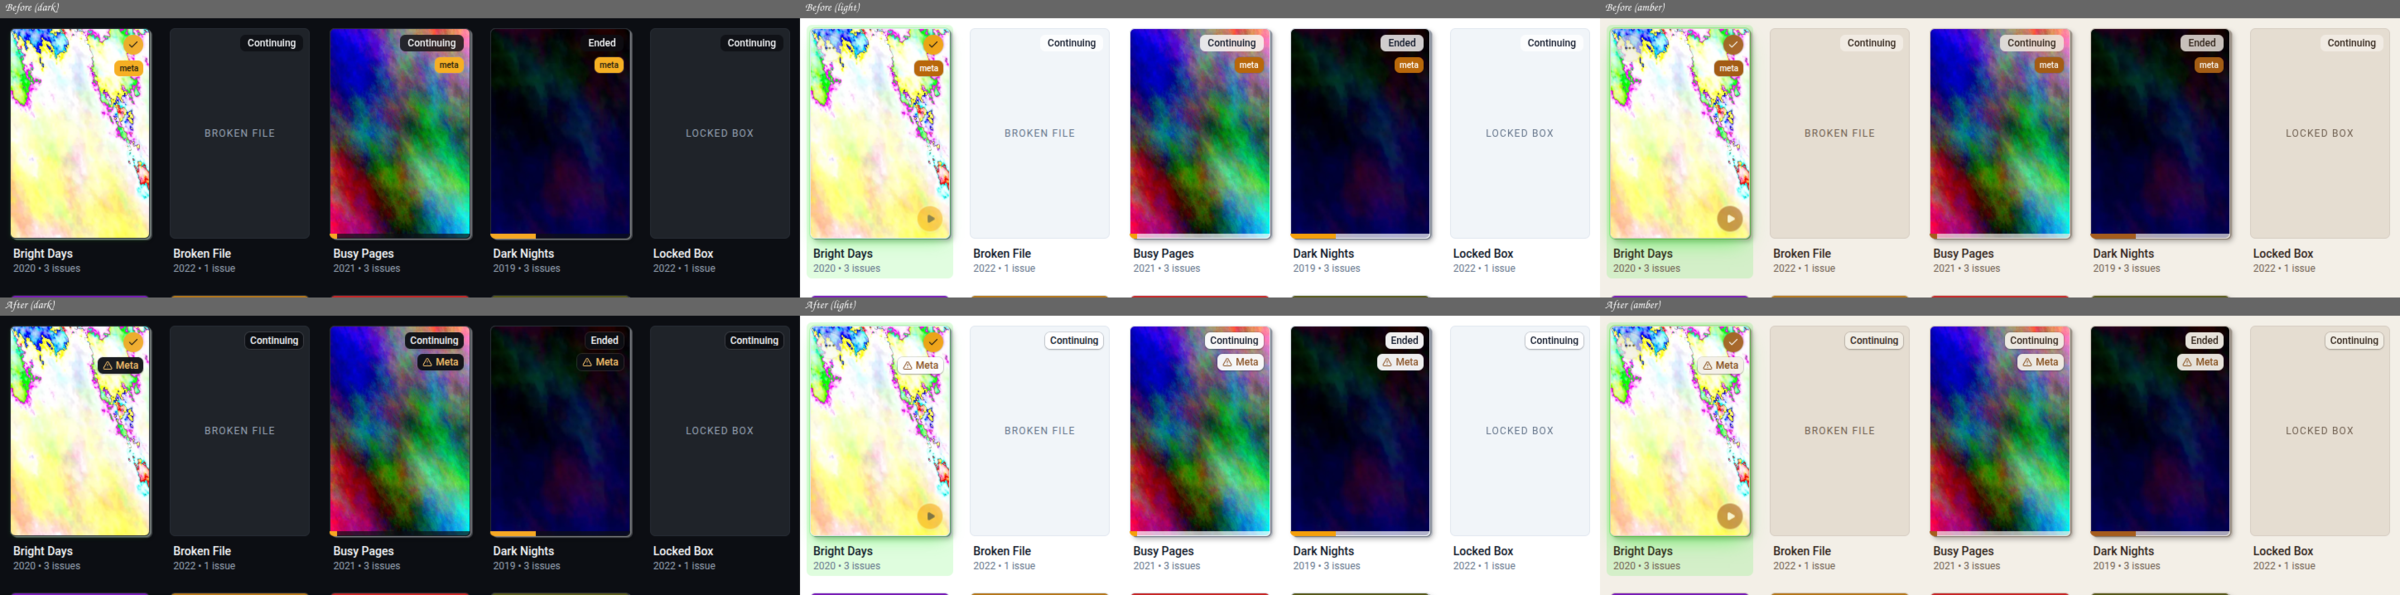 Before (dark)
Before (light)
Before (amber)
Continuing
Continuing
Ended
Continuing
meta
meta
meta
BROKEN FILE
LOCKED BOX
Bright Days
Broken File
Busy Pages
Dark Nights
Locked Box
2020 • 3 issues
2022 • 1 issue
2021 • 3 issues
2019 • 3 issues
2022 • 1 issue
Continuing
Continuing
Ended
Continuing
meta
meta
meta
BROKEN FILE
LOCKED BOX
Bright Days
Broken File
Busy Pages
Dark Nights
Locked Box
2020 • 3 issues
2022 • 1 issue
2021 • 3 issues
2019 • 3 issues
2022 • 1 issue
Continuing
Continuing
Ended
Continuing
meta
meta
meta
BROKEN FILE
LOCKED BOX
Bright Days
Broken File
Busy Pages
Dark Nights
Locked Box
2020 • 3 issues
2022 • 1 issue
2021 • 3 issues
2019 • 3 issues
2022 • 1 issue
After (dark)
After (light)
After (amber)
Continuing
Continuing
Ended
Continuing
Meta
Meta
Meta
BROKEN FILE
LOCKED BOX
Bright Days
Broken File
Busy Pages
Dark Nights
Locked Box
2020 • 3 issues
2022 • 1 issue
2021 • 3 issues
2019 • 3 issues
2022 • 1 issue
Continuing
Continuing
Ended
Continuing
Meta
Meta
Meta
BROKEN FILE
LOCKED BOX
Bright Days
Broken File
Busy Pages
Dark Nights
Locked Box
2020 • 3 issues
2022 • 1 issue
2021 • 3 issues
2019 • 3 issues
2022 • 1 issue
Continuing
Continuing
Ended
Continuing
Meta
Meta
Meta
BROKEN FILE
LOCKED BOX
Bright Days
Broken File
Busy Pages
Dark Nights
Locked Box
2020 • 3 issues
2022 • 1 issue
2021 • 3 issues
2019 • 3 issues
2022 • 1 issue